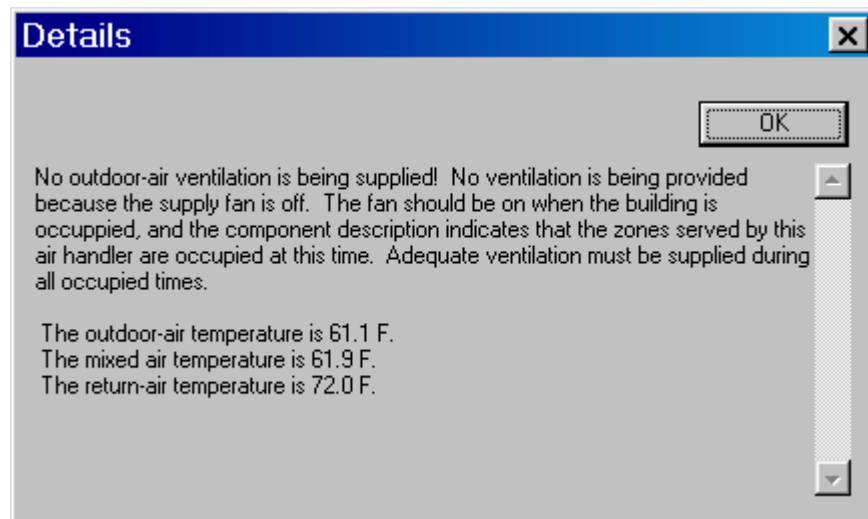 Details
OK
No outdoor-air ventilation is being supplied!  No ventilation is being provided
because the supply fan is off.  The fan should be on when the building is
occuppied, and the component description indicates that the zones served by this
air handler are occupied at this time.  Adequate ventilation must be supplied during
all occupied times.
The outdoor-air temperature is 61.1 F.
The mixed air temperature is 61.9 F.
The return-air temperature is 72.0 F.